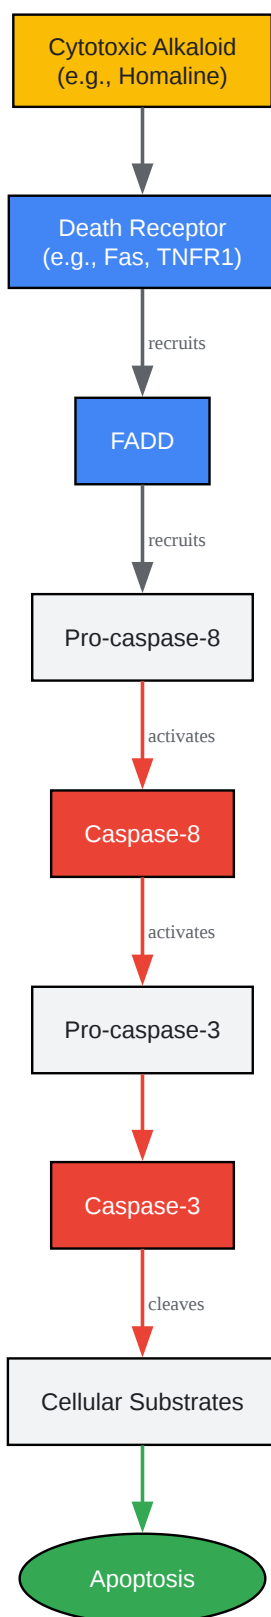 Cytotoxic Alkaloid
(e.g., Homaline)
Death Receptor
(e.g., Fas, TNFR1)
recruits
FADD
recruits
Pro-caspase-8
activates
Caspase-8
activates
Pro-caspase-3
Caspase-3
cleaves
Cellular Substrates
Apoptosis